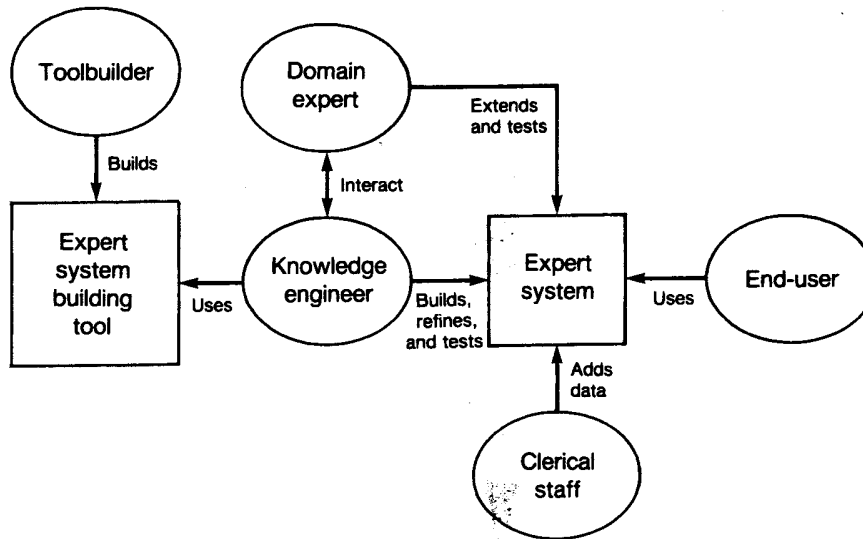 Toolbuilder
Builds
Expert
system
building
tool
Uses
Domain
expert
Interact
Knowledge
engineer
Extends
and tests
Builds,
refines,
and tests
Expert
system
Uses
End-user
Adds
data
Clerical
staff